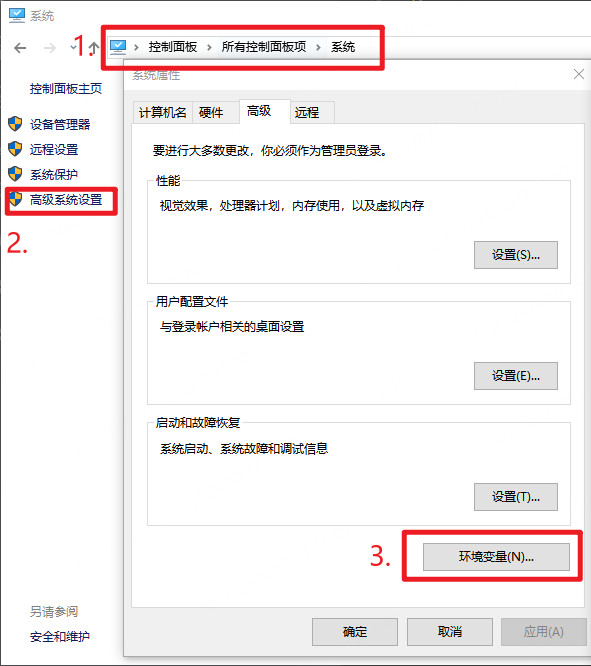 系统
1.
控制面板 > 所有控制面板项 > 系统
控制面板主页
设备管理器
远程设置
系统保护
高级系统设置
2.
系统属性
计算机名 硬件 高级 远程
要进行大多数更改，你必须作为管理员登录。
性能
视觉效果，处理器计划，内存使用，以及虚拟内存
设置(S)...
用户配置文件
与登录帐户相关的桌面设置
设置(E)...
启动和故障恢复
系统启动、系统故障和调试信息
设置(T)...
3.
环境变量(N)...
确定 取消 应用(A)
另请参阅
安全和维护